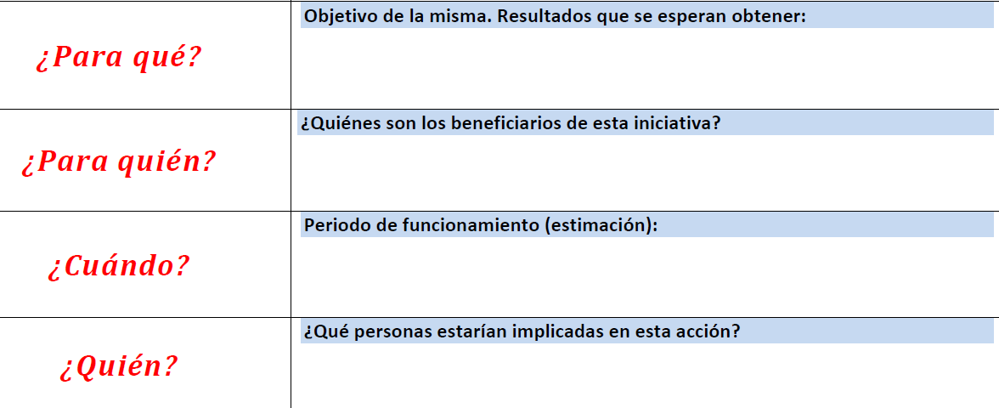 Objetivo de la misma. Resultados que se esperan obtener:
¿Para qué?
¿Quiénes son los beneficiarios de esta iniciativa?
¿Para quién?
Periodo de funcionamiento (estimación):
¿Cuándo?
¿Qué personas estarían implicadas en esta acción?
¿Quién?